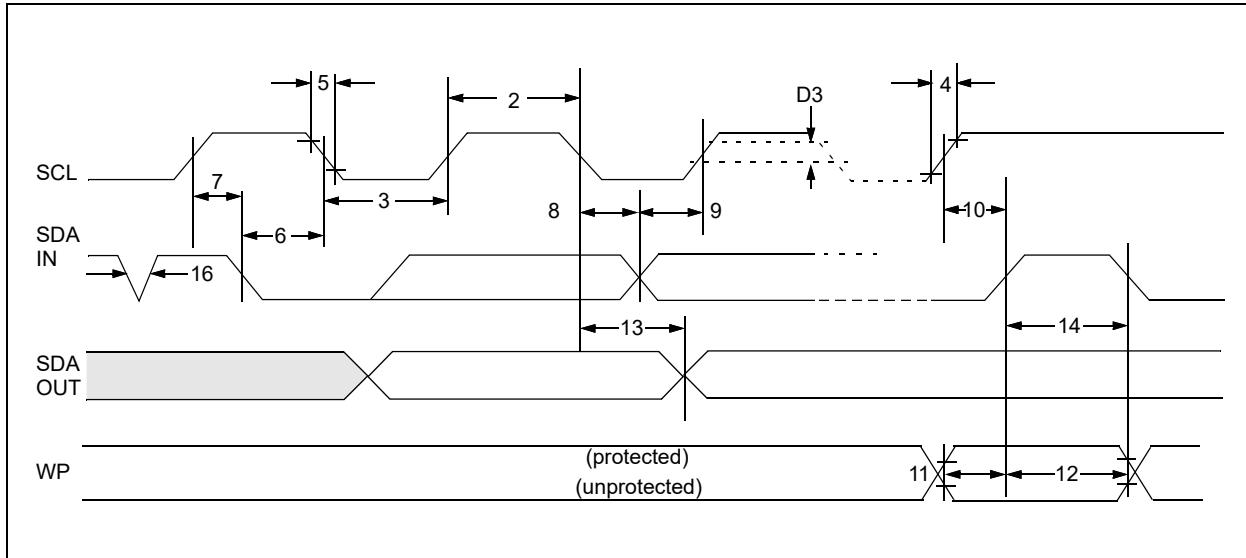 5
2
D3
4
SCL
7
3
8
9
10
SDA
IN
6
16
13
14
SDA
OUT
WP
(protected)
(unprotected)
11
12